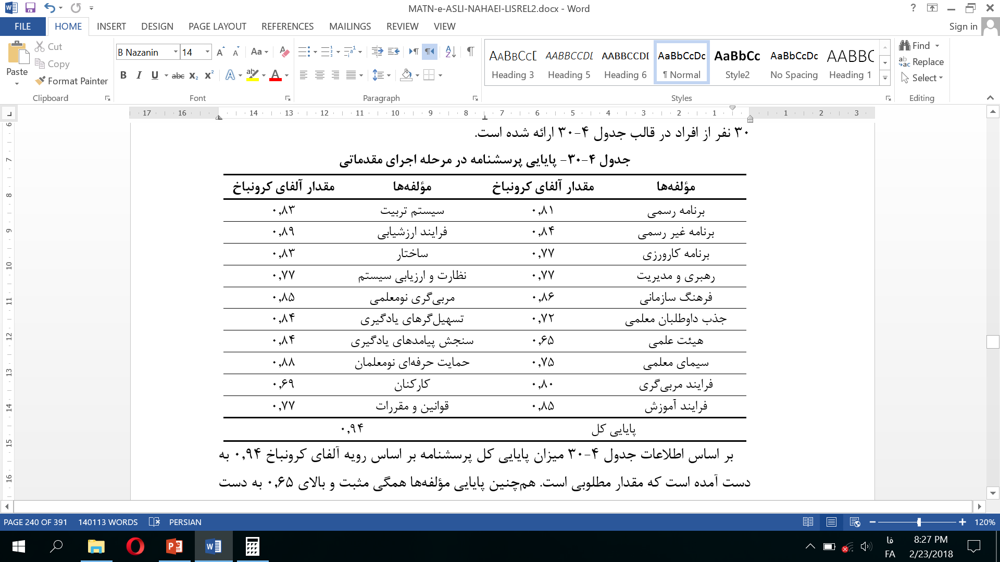 MATN-e-ASLI-NAHAEI-LISREL2.docx - Word
FILE HOME INSERT DESIGN PAGE LAYOUT REFERENCES MAILINGS REVIEW VIEW Sign in
Paste Cut Copy Format Painter
B Nazanin 14
Heading 3 Heading 5 Heading 6 ¶ Normal Style2 No Spacing Heading 1
Find Replace Select
Clipboard Font Paragraph Styles Editing
17 16 14 13 12 11 10 9 8 7 6 5 4 3 2 1 1 2 3
۳۰ نفر از افراد در قالب جدول ۴-۳۰ ارائه شده است.
جدول ۴-۳۰- پایایی پرسشنامه در مرحله اجرای مقدماتی
مؤلفه‌ها مقدار آلفای کرونباخ مؤلفه‌ها مقدار آلفای کرونباخ
برنامه رسمی ۰,۸۱ سیستم تربیت ۰,۸۳
برنامه غیر رسمی ۰,۸۴ فرایند ارزشیابی ۰,۸۹
برنامه کارورزی ۰,۷۷ ساختار ۰,۸۳
رهبری و مدیریت ۰,۷۷ نظارت و ارزیابی سیستم ۰,۷۷
فرهنگ سازمانی ۰,۸۶ مربی‌گری نومعلمی ۰,۸۵
جذب داوطلبان معلمی ۰,۷۲ تسهیل‌گرهای یادگیری ۰,۸۴
هیئت علمی ۰,۶۵ سنجش پیامدهای یادگیری ۰,۸۴
سیمای معلمی ۰,۷۵ حمایت حرفه‌ای نومعلمان ۰,۸۸
فرایند مربی‌گری ۰,۸۰ کارکنان ۰,۶۹
فرایند آموزش ۰,۸۵ قوانین و مقررات ۰,۷۷
پایایی کل ۰,۹۴
بر اساس اطلاعات جدول ۴-۳۰ میزان پایایی کل پرسشنامه بر اساس رویه آلفای کرونباخ ۰,۹۴ به
دست آمده است که مقدار مطلوبی است. هم‌چنین پایایی مؤلفه‌ها همگی مثبت و بالای ۰,۶۵ به دست
PAGE 240 OF 391 140113 WORDS PERSIAN 120%
فا 8:27 PM
FA 2/23/2018